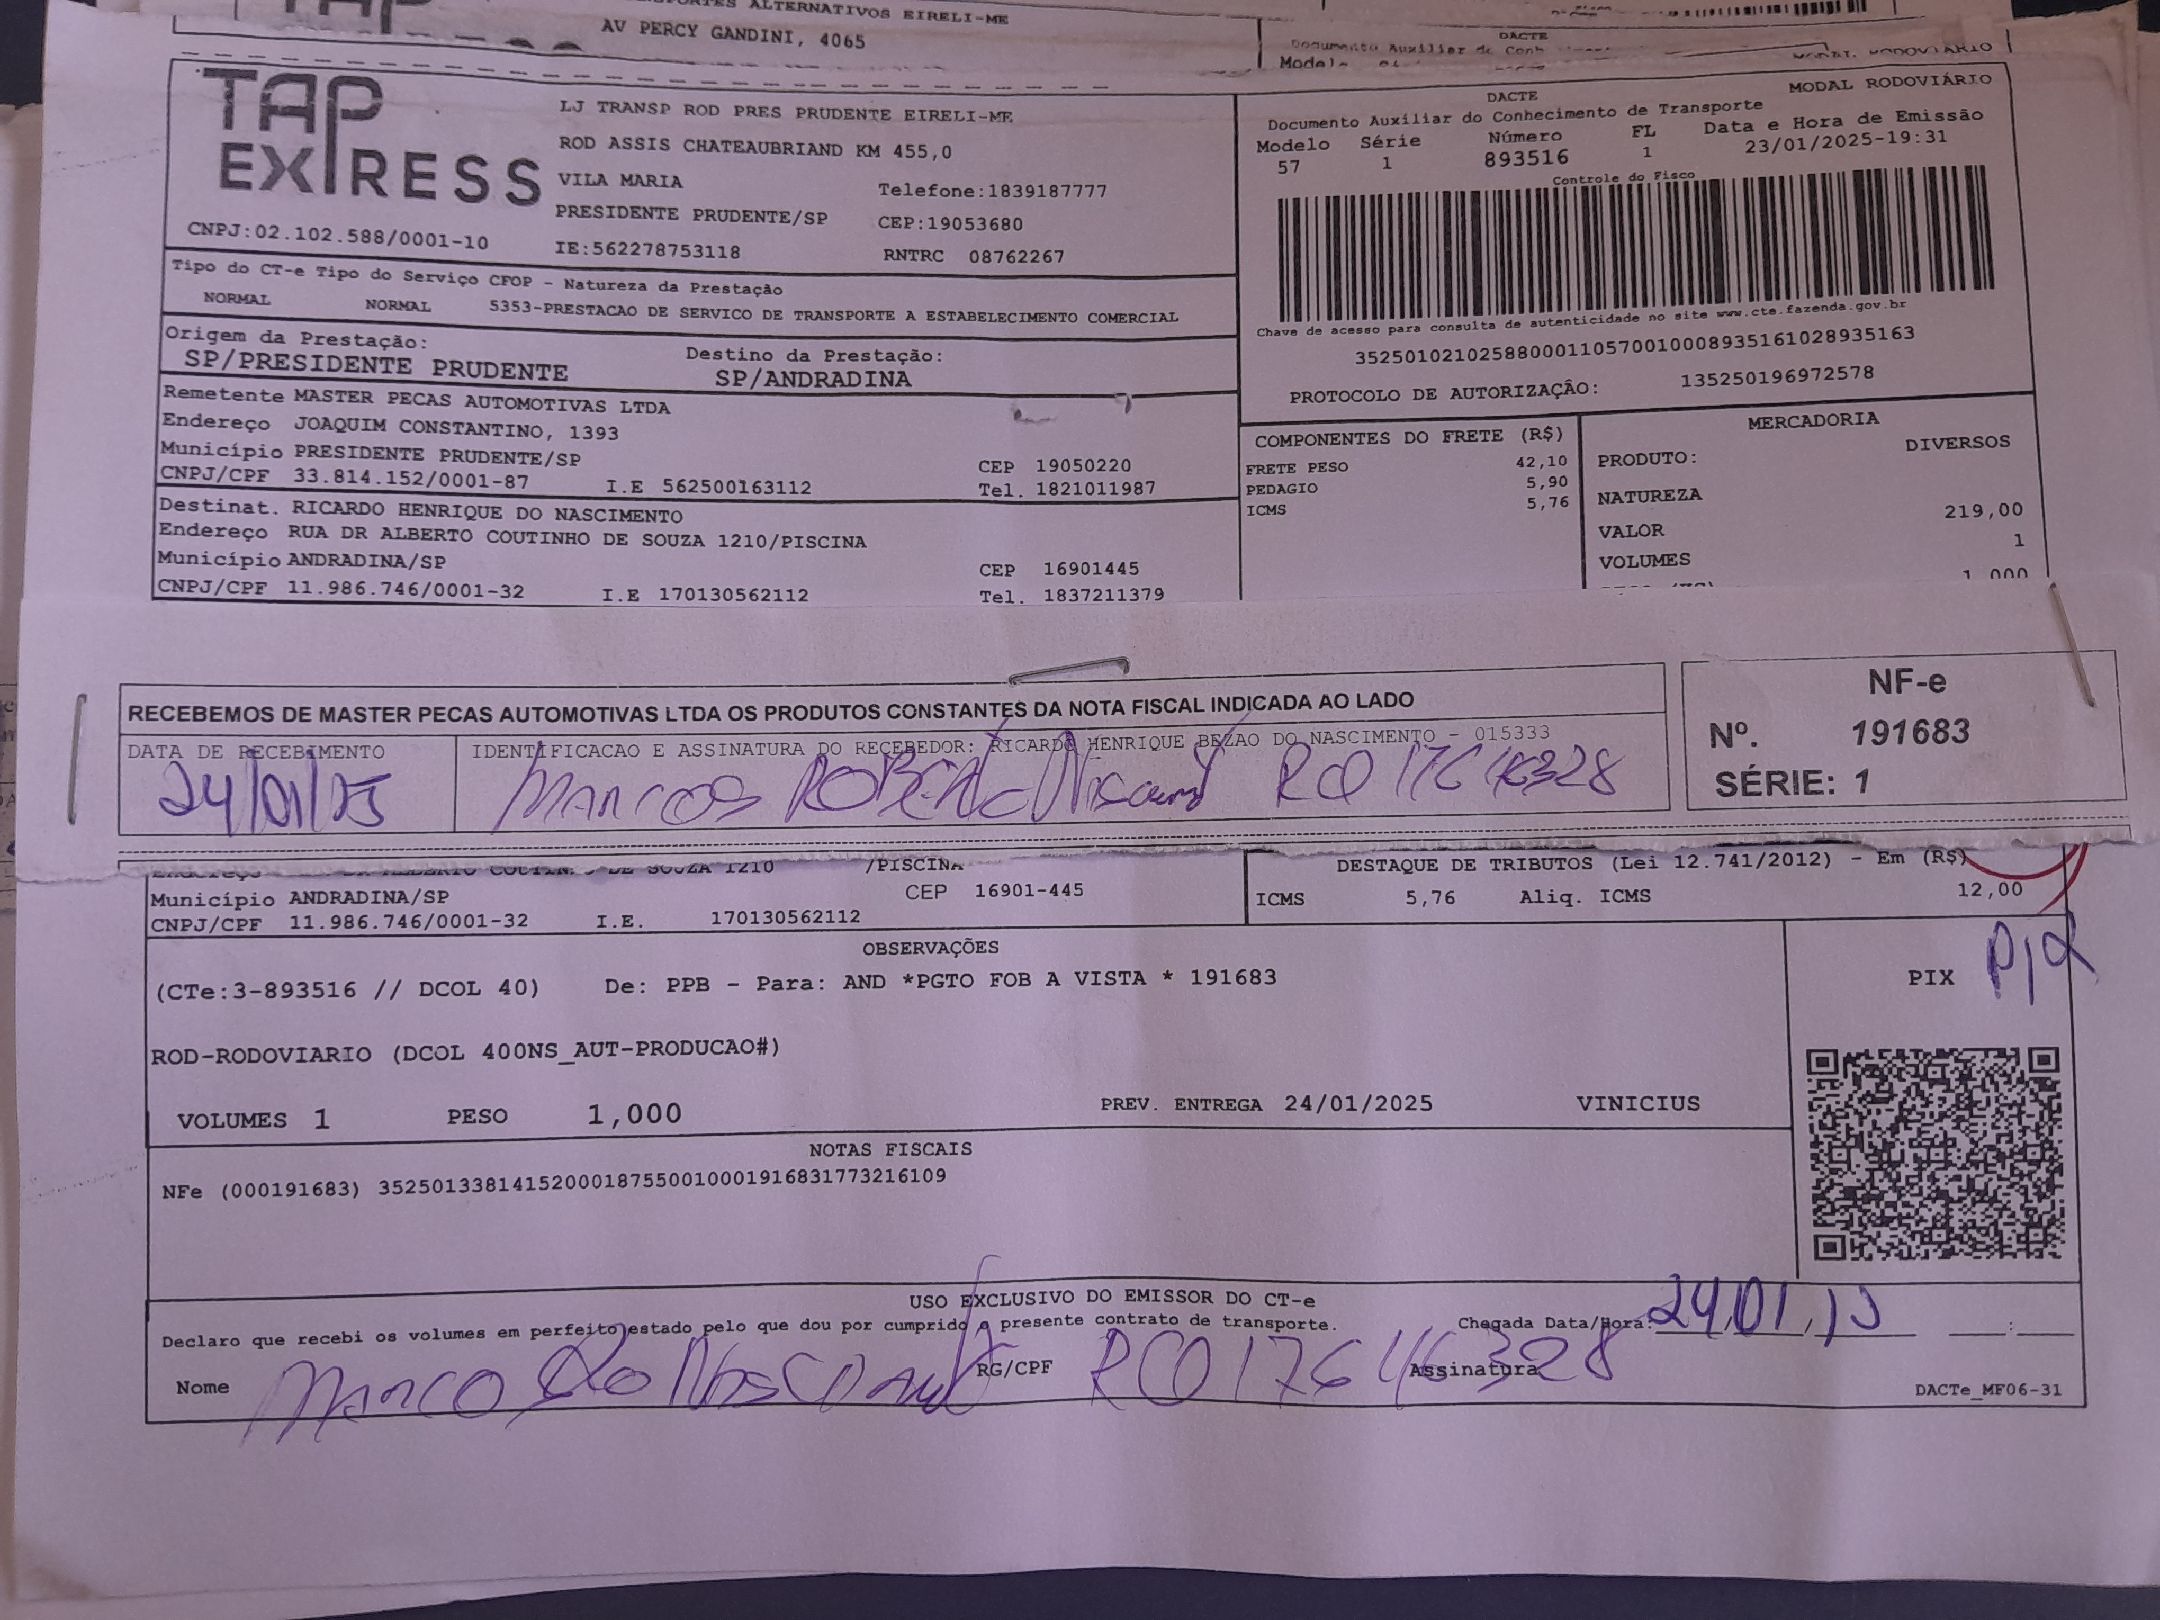 AV PERCY GANDINI, 4065
ALTERNATIVOS EIRELI-ME
DACTE
Documento Auxiliar de
TAP
EXPRESS
CNPJ:02.102.588/0001-10
LJ TRANSP ROD PRES PRUDENTE EIRELI-ME
ROD ASSIS CHATEAUBRIAND KM 455,0
VILA MARIA
Telefone:1839187777
PRESIDENTE PRUDENTE/SP
CEP:19053680
IE:562278753118
RNTRC 08762267
DACTE
MODAL RODOVIÁRIO
Documento Auxiliar do Conhecimento de Transporte
Modelo Série Número FL Data e Hora de Emissão
57 1 893516 1 23/01/2025-19:31
Controle do Fisco
Chave de acesso para consulta de autenticidade no site www.cte.fazenda.gov.br
35250102102588000110570010008935161028935163
PROTOCOLO DE AUTORIZAÇÃO: 135250196972578
Tipo do CT-e Tipo do Serviço CFOP - Natureza da Prestação
NORMAL NORMAL 5353-PRESTACAO DE SERVICO DE TRANSPORTE A ESTABELECIMENTO COMERCIAL
Origem da Prestação: Destino da Prestação:
SP/PRESIDENTE PRUDENTE SP/ANDRADINA
Remetente MASTER PECAS AUTOMOTIVAS LTDA
Endereço JOAQUIM CONSTANTINO, 1393
Município PRESIDENTE PRUDENTE/SP CEP 19050220
CNPJ/CPF 33.814.152/0001-87 I.E 562500163112 Tel. 1821011987
Destinat. RICARDO HENRIQUE DO NASCIMENTO
Endereço RUA DR ALBERTO COUTINHO DE SOUZA 1210/PISCINA
Município ANDRADINA/SP CEP 16901445
CNPJ/CPF 11.986.746/0001-32 I.E 170130562112 Tel. 1837211379
COMPONENTES DO FRETE (R$)
FRETE PESO 42,10
PEDAGIO 5,90
ICMS 5,76
MERCADORIA
PRODUTO: DIVERSOS
NATUREZA
VALOR 219,00
VOLUMES 1
1,000
RECEBEMOS DE MASTER PECAS AUTOMOTIVAS LTDA OS PRODUTOS CONSTANTES DA NOTA FISCAL INDICADA AO LADO
DATA DE RECEBIMENTO
24/01/25
IDENTIFICACAO E ASSINATURA DO RECEBEDOR: RICARDO HENRIQUE BEZAO DO NASCIMENTO - 015333
Marcos Roberto
NF-e
Nº. 191683
SÉRIE: 1
COUTINHO DE SOUZA 1210 /PISCINA
Município ANDRADINA/SP CEP 16901-445
CNPJ/CPF 11.986.746/0001-32 I.E. 170130562112
DESTAQUE DE TRIBUTOS (Lei 12.741/2012) - Em (R$)
ICMS 5,76 Aliq. ICMS 12,00
OBSERVAÇÕES
(CTe:3-893516 // DCOL 40) De: PPB - Para: AND *PGTO FOB A VISTA * 191683
ROD-RODOVIARIO (DCOL 400NS_AUT-PRODUCAO#)
VOLUMES 1 PESO 1,000 PREV. ENTREGA 24/01/2025 VINICIUS
PIX Pix
NOTAS FISCAIS
NFe (000191683) 35250133814152000187550010001916831773216109
USO EXCLUSIVO DO EMISSOR DO CT-e
Declaro que recebi os volumes em perfeito estado pelo que dou por cumprido o presente contrato de transporte.
Chegada Data/Hora: 24/01,
Nome RG/CPF Assinatura
DACTe_MF06-31